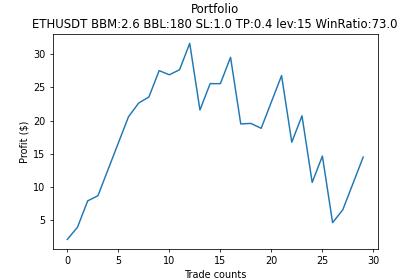 Portfolio
ETHUSDT BBM:2.6 BBL:180 SL:1.0 TP:0.4 lev:15 WinRatio:73.0
Profit ($)
30
25
20
15
10
5
0 5 10 15 20 25 30
Trade counts